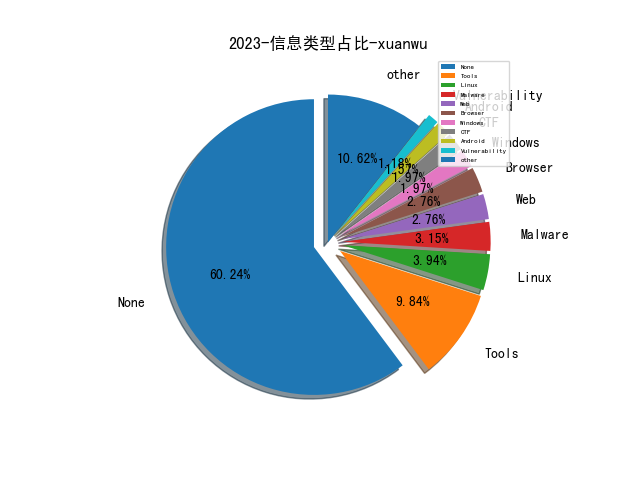 2023-信息类型占比-xuanwu
other
None
Tools
Linux
Malware
Web
Browser
Windows
CTF
Android
Vulnerability
other
Vulnerability
Android
CTF
Windows
Browser
Web
Malware
Linux
Tools
None
10.62%
1.18%
1.57%
1.97%
1.97%
2.76%
2.76%
3.15%
3.94%
9.84%
60.24%